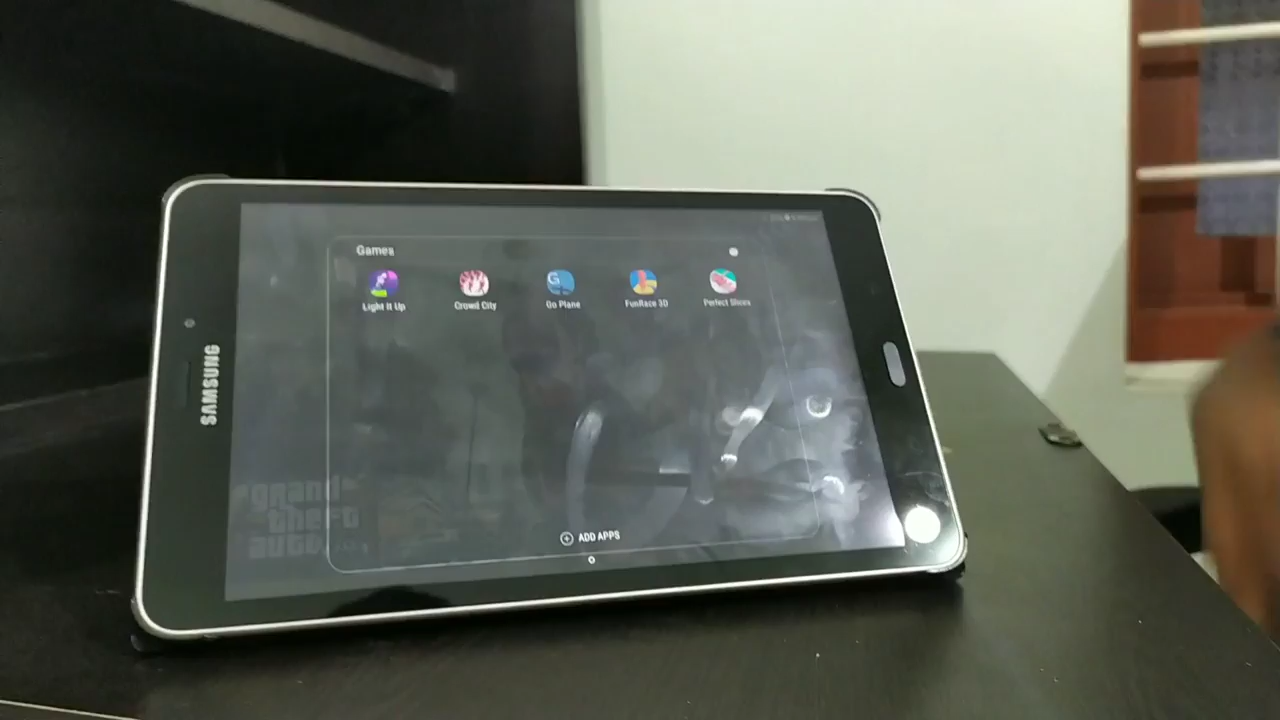 SAMSUNG
Games
Light It Up
Crowd City
Go Plane
FunRace 3D
Perfect Slices
grand
theft
auto
ADD APPS